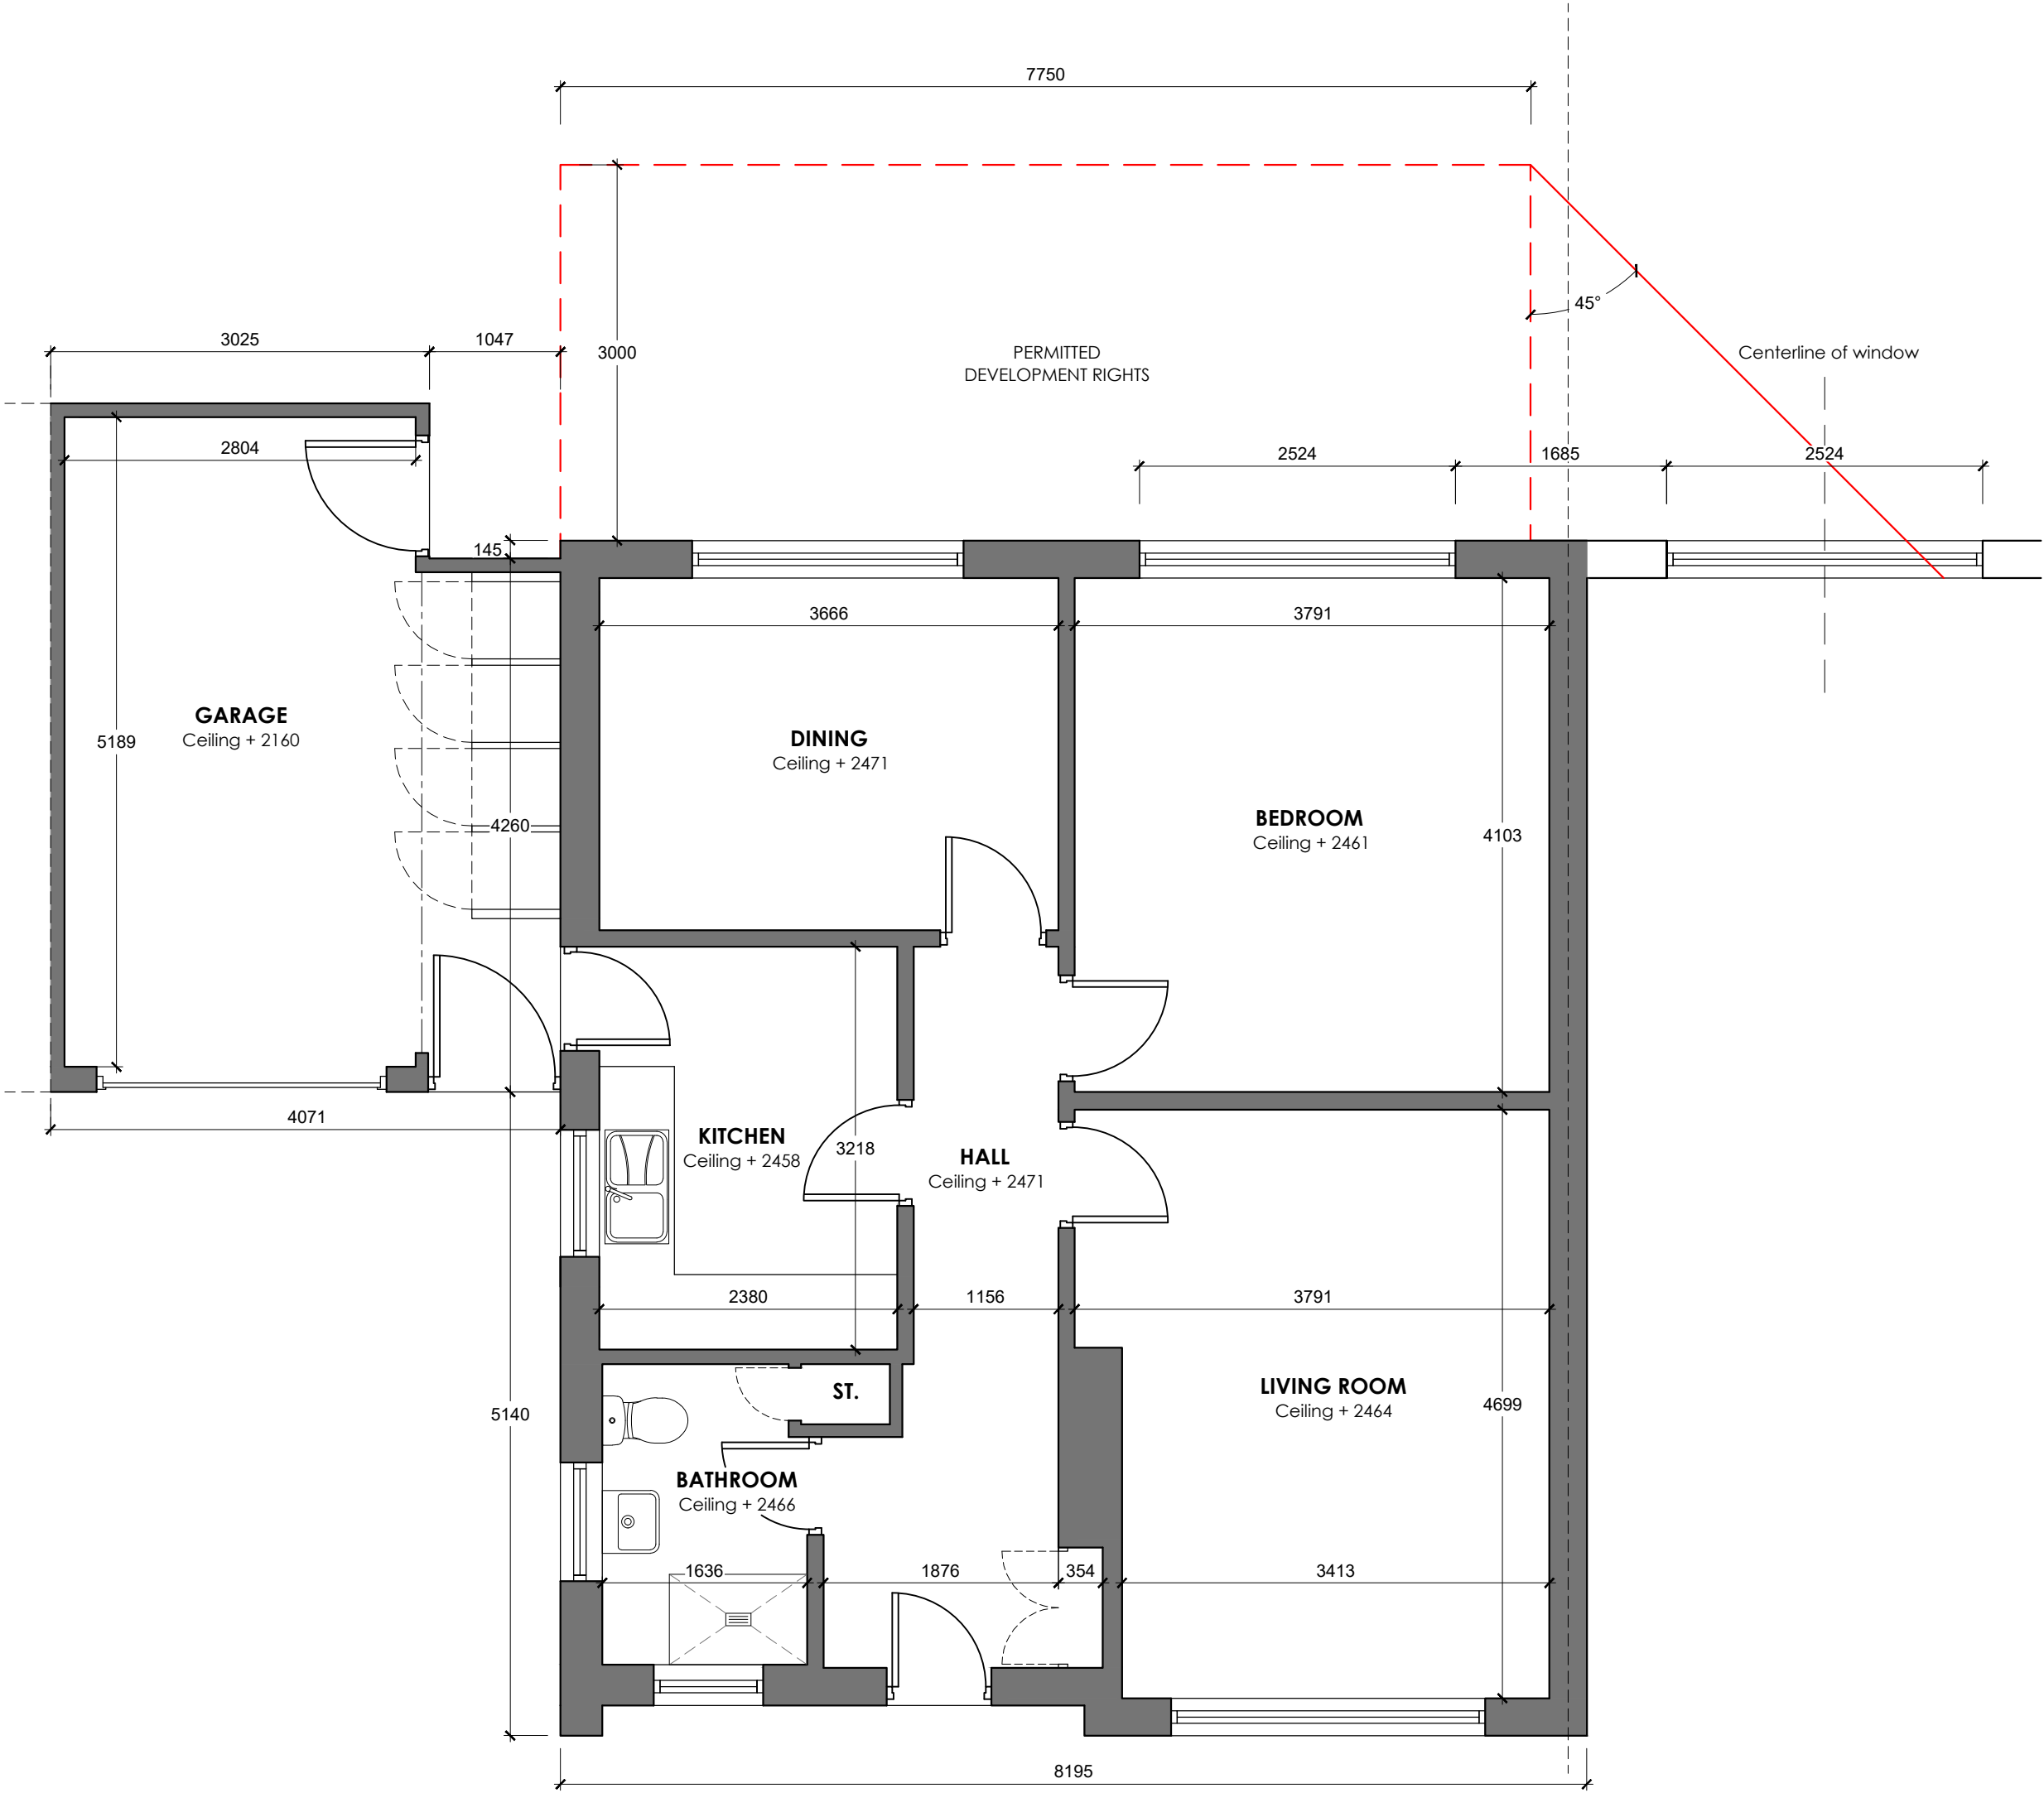 7750
3025
1047
3000
PERMITTED
DEVELOPMENT RIGHTS
45°
Centerline of window
2804
2524
1685
2524
145
3666
3791
GARAGE
Ceiling + 2160
5189
DINING
Ceiling + 2471
4260
BEDROOM
Ceiling + 2461
4103
4071
KITCHEN
Ceiling + 2458
3218
HALL
Ceiling + 2471
2380
1156
3791
ST.
5140
LIVING ROOM
Ceiling + 2464
4699
BATHROOM
Ceiling + 2466
1636
1876
354
3413
8195